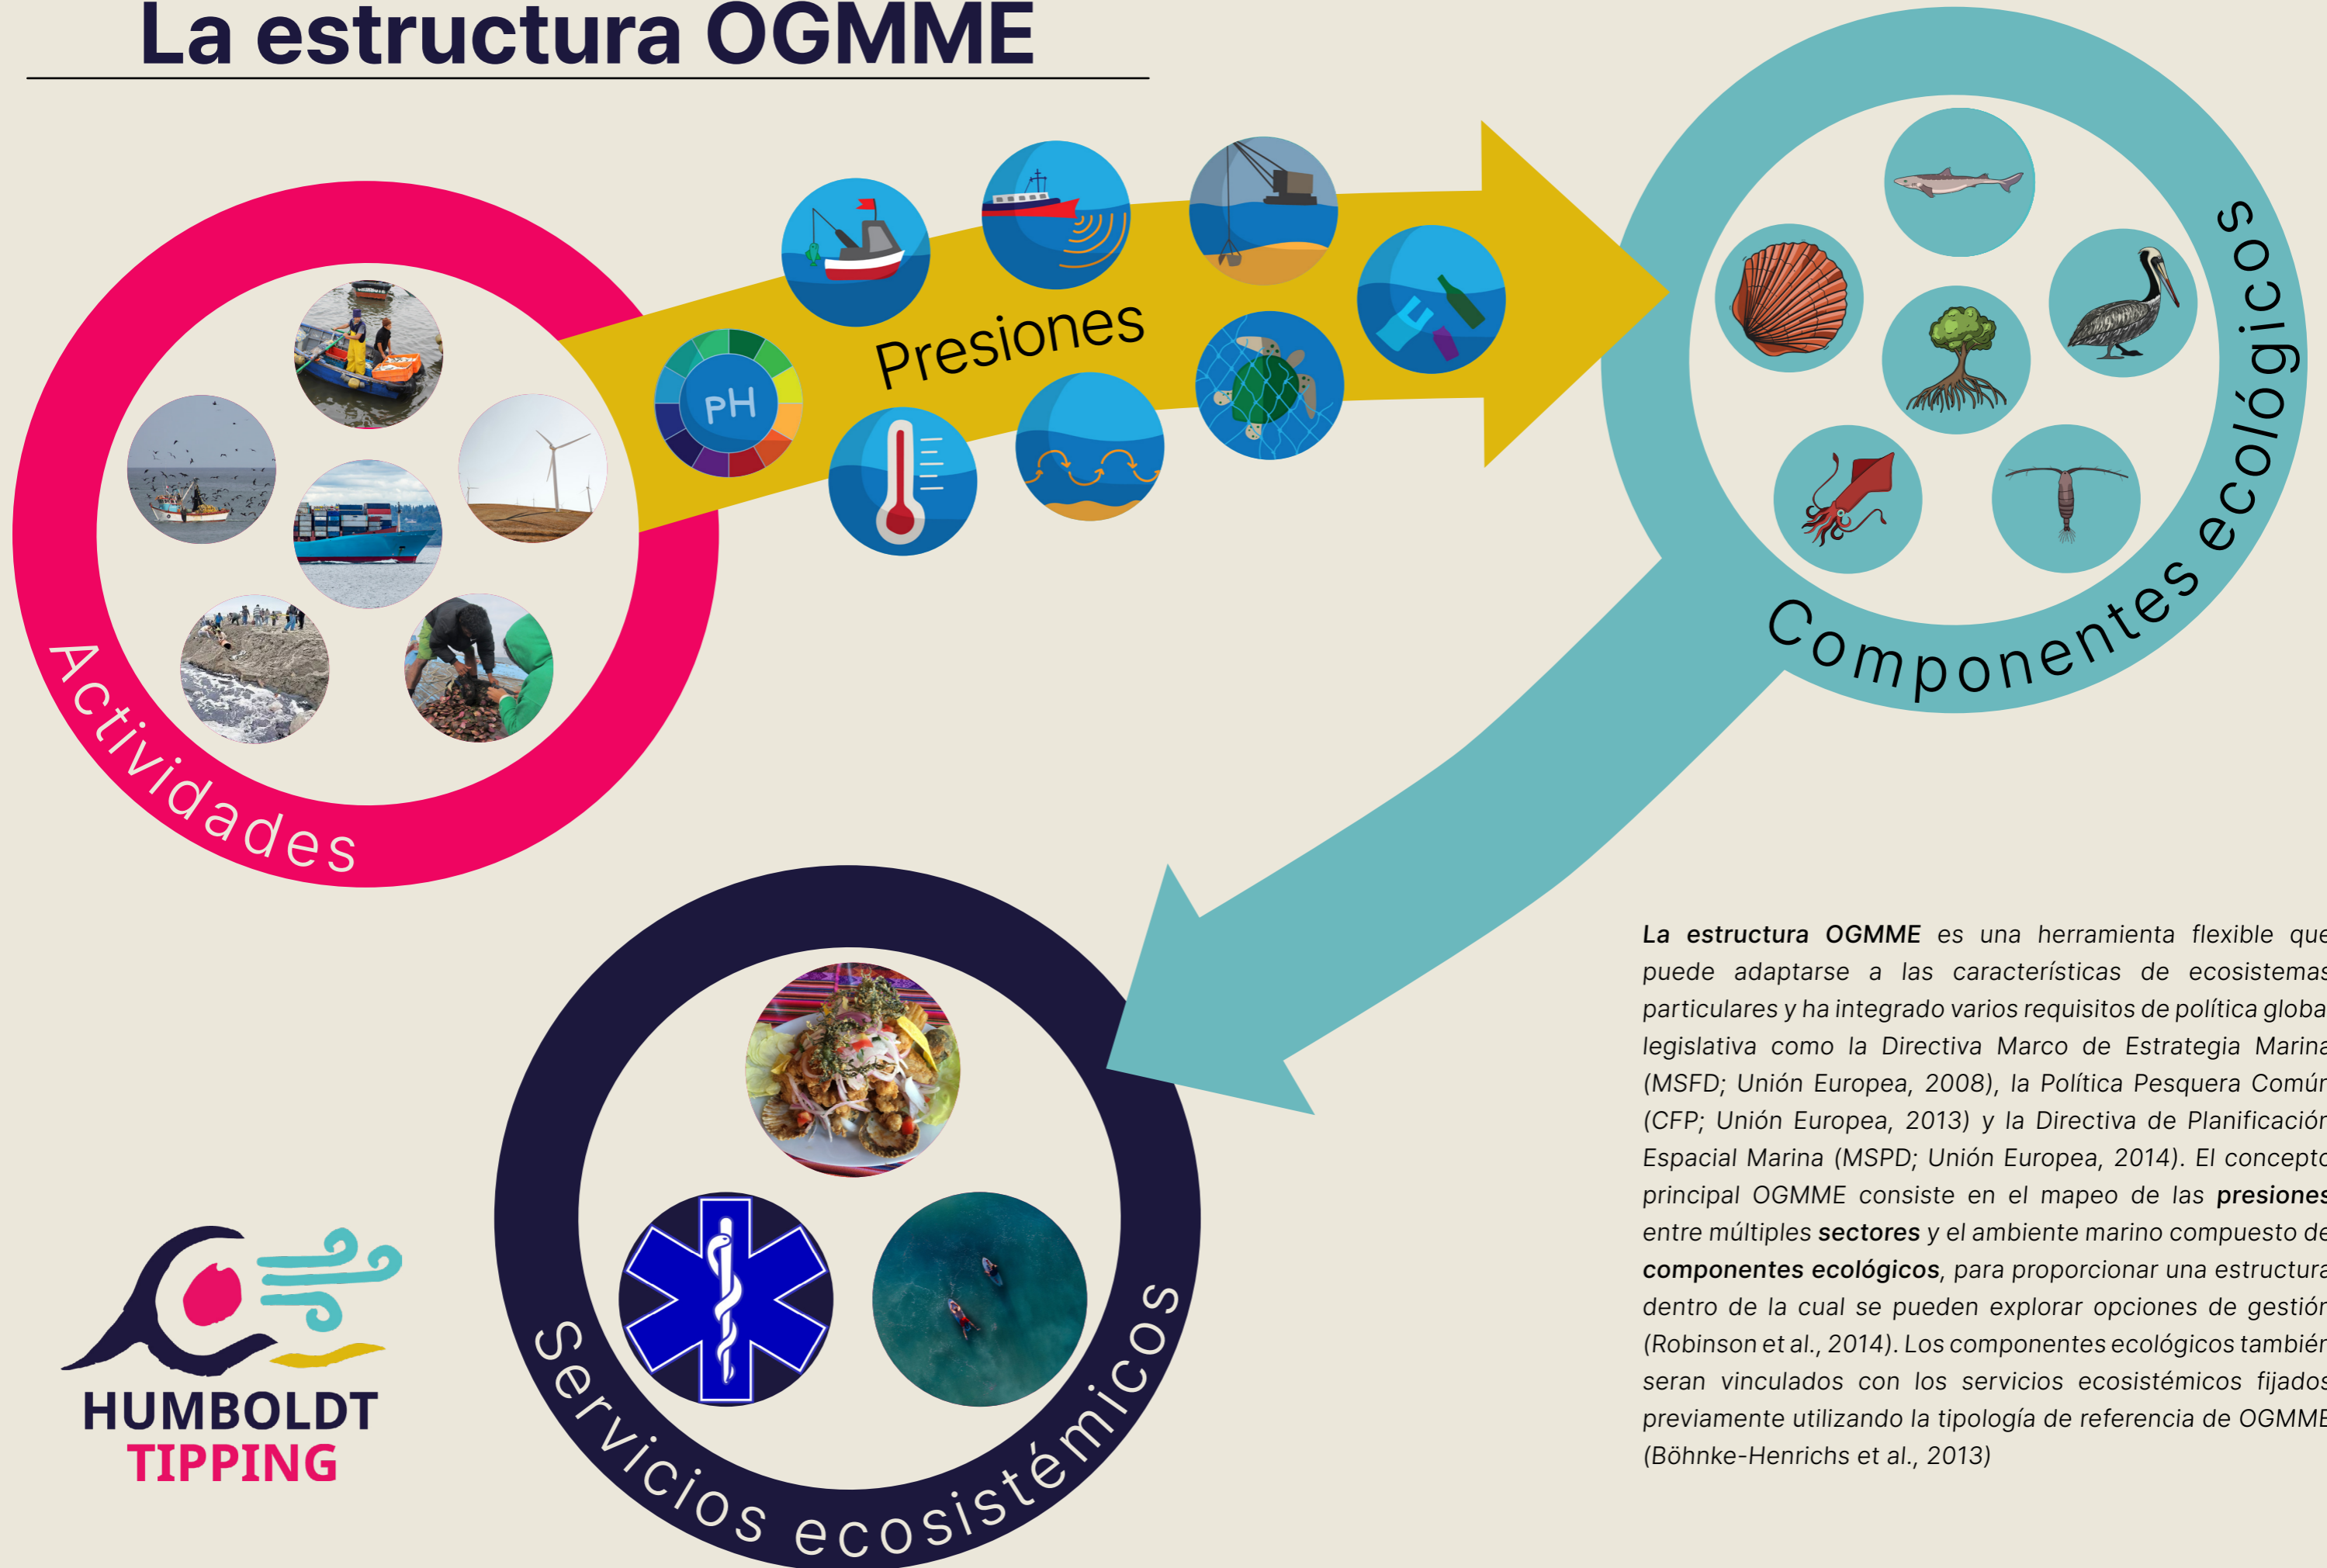 La estructura OGMME
Actividades
pH
Presiones
Componentes ecológicos
Servicios ecosistémicos
HUMBOLDT
TIPPING
La estructura OGMME es una herramienta flexible que
puede adaptarse a las características de ecosistemas
particulares y ha integrado varios requisitos de política globa
legislativa como la Directiva Marco de Estrategia Marina
(MSFD; Unión Europea, 2008), la Política Pesquera Común
(CFP; Unión Europea, 2013) y la Directiva de Planificación
Espacial Marina (MSPD; Unión Europea, 2014). El concepto
principal OGMME consiste en el mapeo de las presiones
entre múltiples sectores y el ambiente marino compuesto de
componentes ecológicos, para proporcionar una estructura
dentro de la cual se pueden explorar opciones de gestión
(Robinson et al., 2014). Los componentes ecológicos también
seran vinculados con los servicios ecosistémicos fijados
previamente utilizando la tipología de referencia de OGMME
(Böhnke-Henrichs et al., 2013)